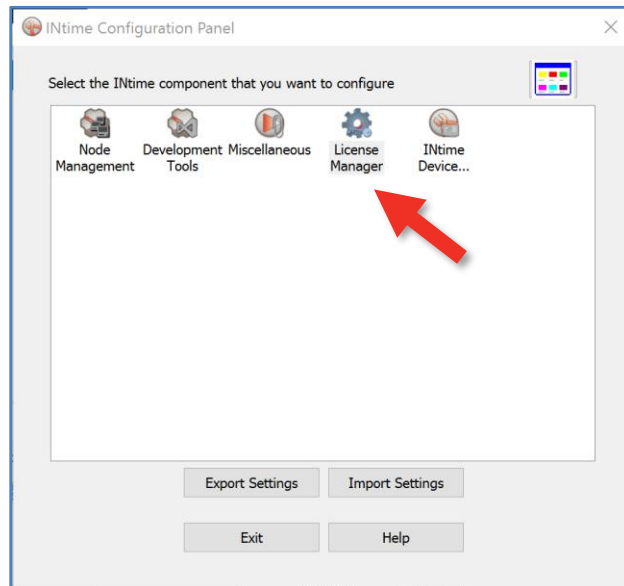 INtime Configuration Panel
Select the INtime component that you want to configure
Node Management
Development Tools
Miscellaneous
License Manager
INtime Device...
Export Settings
Import Settings
Exit
Help